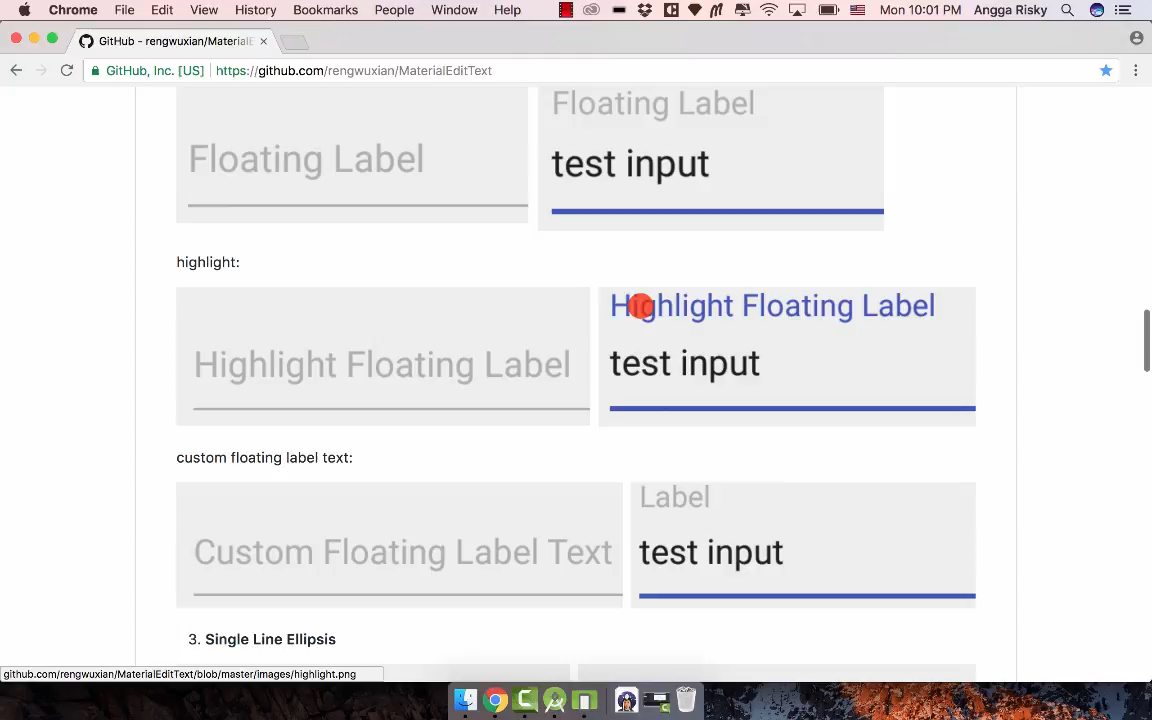 Chrome File Edit View History Bookmarks People Window Help Mon 10:01 PM Angga Risky
GitHub - rengwuxian/MaterialE
GitHub, Inc. [US] https://github.com/rengwuxian/MaterialEditText
Floating Label
Floating Label
test input
highlight:
Highlight Floating Label
Highlight Floating Label
test input
custom floating label text:
Custom Floating Label Text
Label
test input
3. Single Line Ellipsis
github.com/rengwuxian/MaterialEditText/blob/master/images/highlight.png